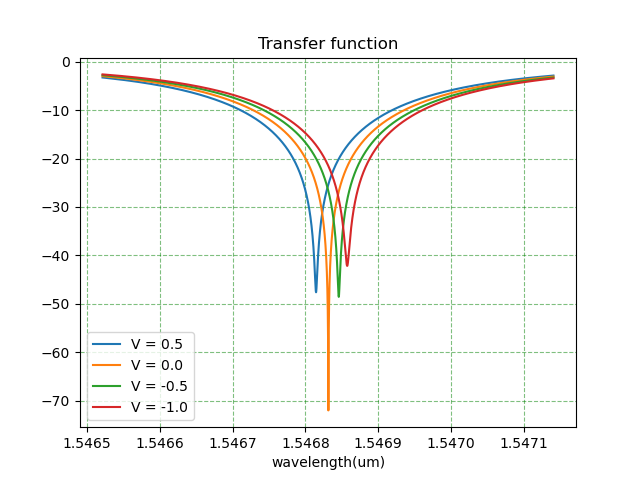 Transfer function
0
−10
−20
−30
−40
−50
−60
−70
V = 0.5
V = 0.0
V = -0.5
V = -1.0
1.5465 1.5466 1.5467 1.5468 1.5469 1.5470 1.5471
wavelength(um)